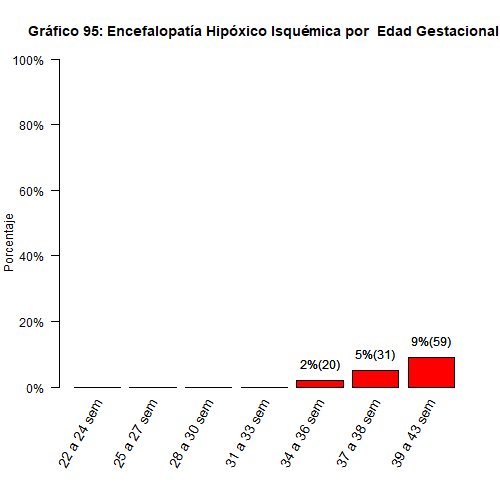 Gráfico 95: Encefalopatía Hipóxico Isquémica por  Edad Gestacional
Porcentaje
100%
80%
60%
40%
20%
0%
2%(20)
5%(31)
9%(59)
22 a 24 sem
25 a 27 sem
28 a 30 sem
31 a 33 sem
34 a 36 sem
37 a 38 sem
39 a 43 sem